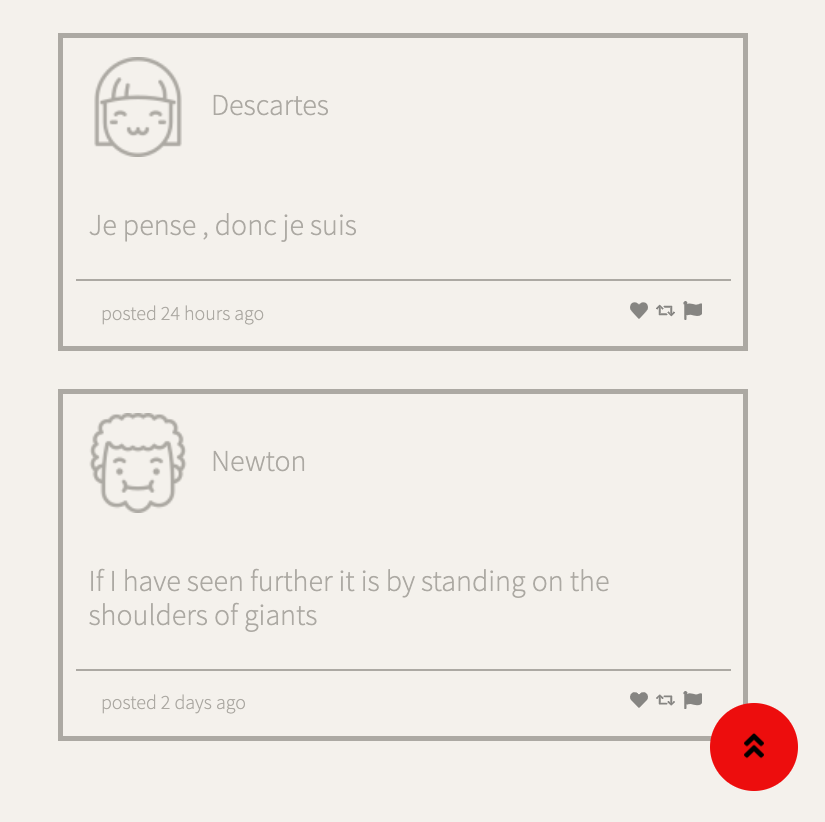 Descartes
Je pense , donc je suis
posted 24 hours ago
Newton
If I have seen further it is by standing on the
shoulders of giants
posted 2 days ago